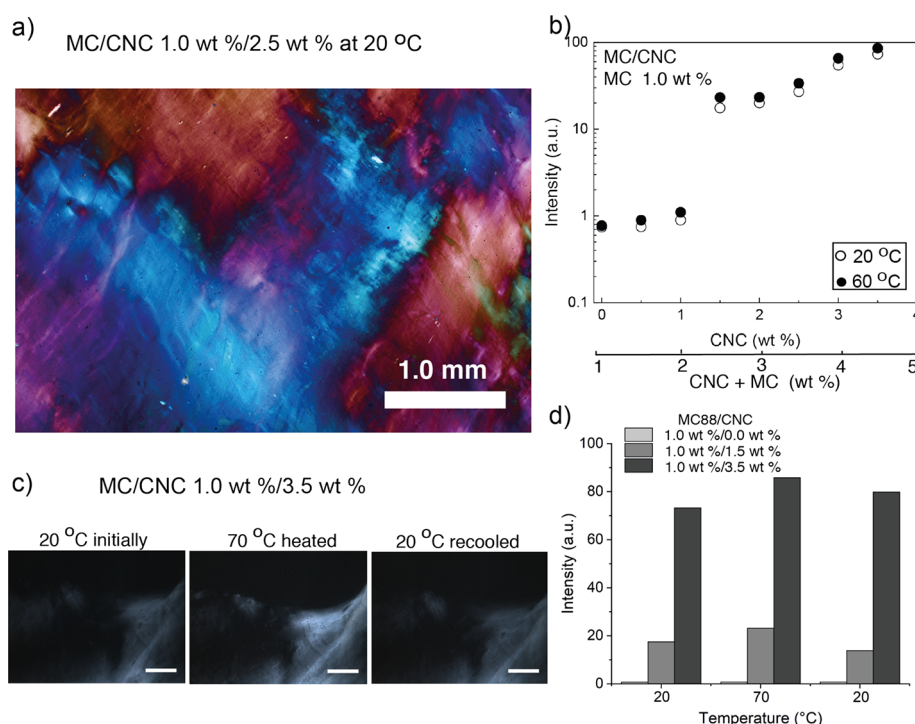 a)
MC/CNC 1.0 wt %/2.5 wt % at 20 °C
1.0 mm
b)
MC/CNC
MC 1.0 wt %
Intensity (a.u.)
100
10
1
0.1
20 °C
60 °C
0 1 2 3 4
CNC (wt %)
1 2 3 4 5
CNC + MC (wt %)
c)
MC/CNC 1.0 wt %/3.5 wt %
20 °C initially
70 °C heated
20 °C recooled
d)
MC88/CNC
1.0 wt %/0.0 wt %
1.0 wt %/1.5 wt %
1.0 wt %/3.5 wt %
Intensity (a.u.)
100
80
60
40
20
0
20 70 20
Temperature (°C)